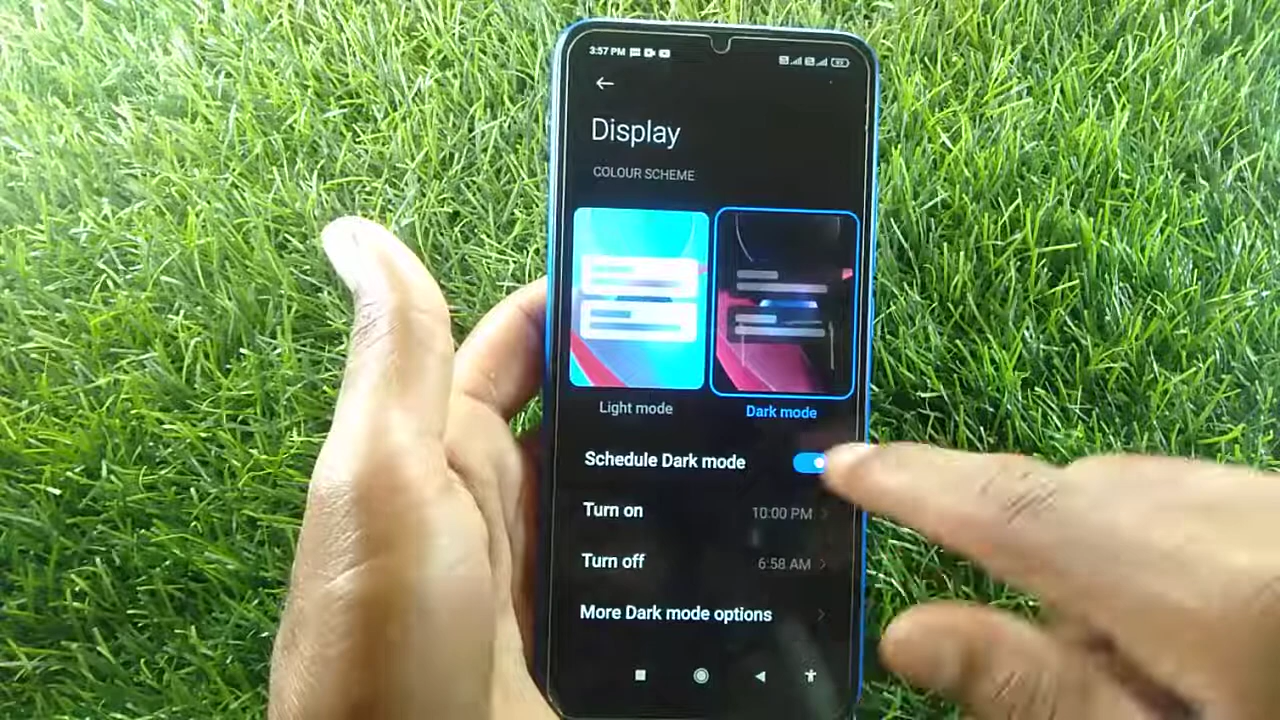 3:57 PM
Display
COLOUR SCHEME
Light mode
Dark mode
Schedule Dark mode
Turn on
10:00 PM
Turn off
6:58 AM
More Dark mode options